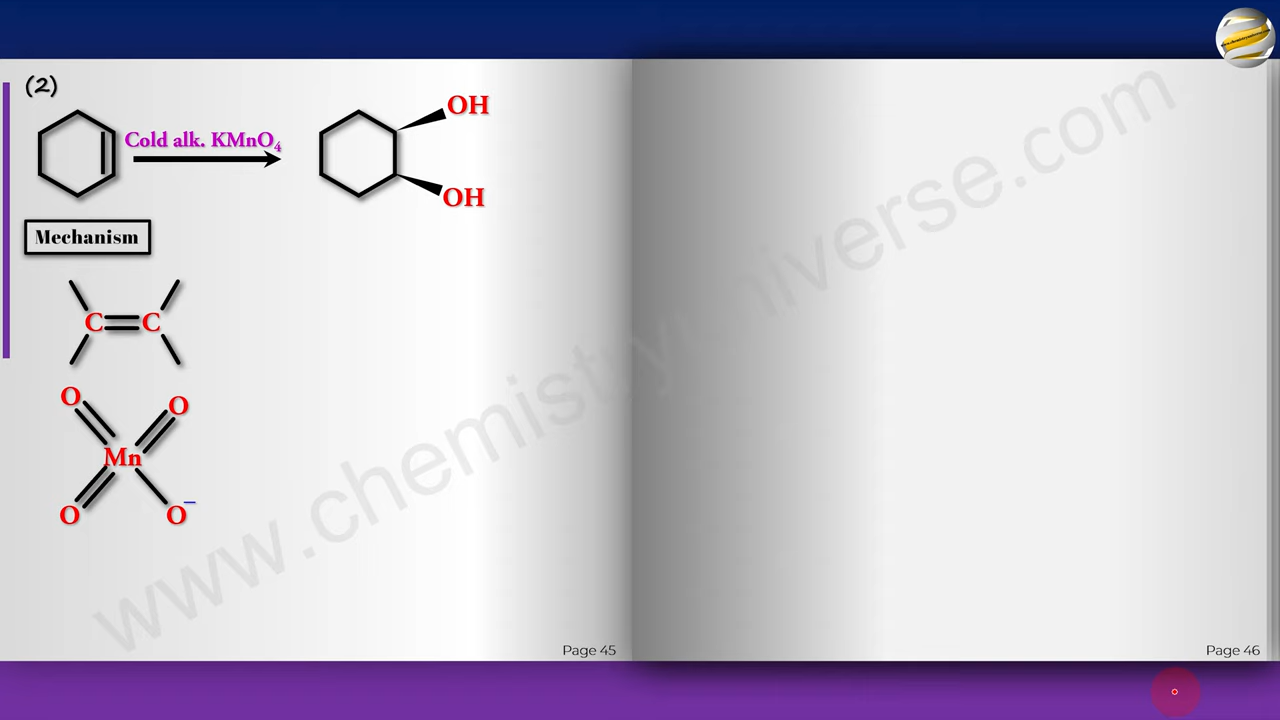 (2)
Cold alk. KMnO4
OH
OH
Mechanism
C C
O O
Mn
O O−
www.chemistryuniverse.com
Page 45
Page 46